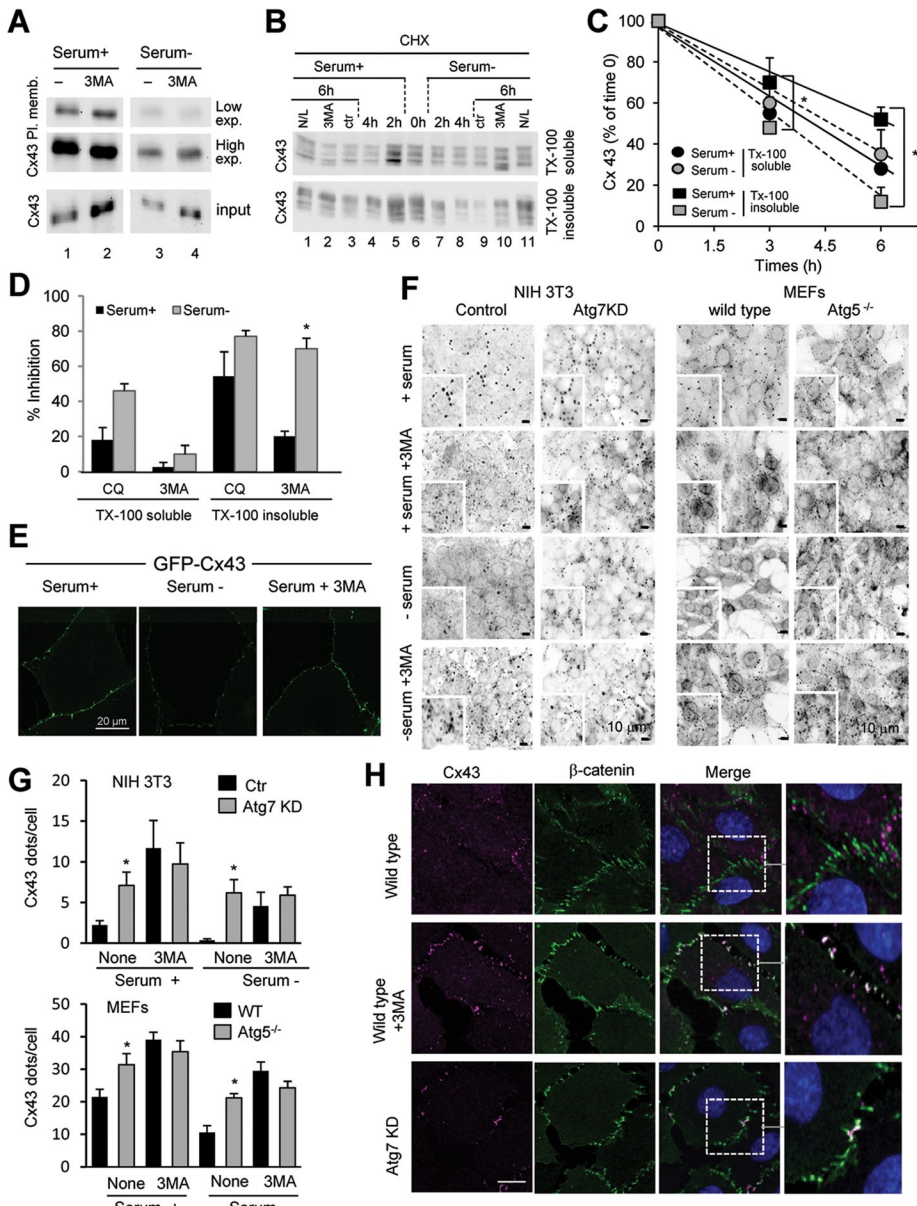 A
Serum+ Serum-
– 3MA – 3MA
Cx43 Pl. memb.
Low exp.
High exp.
Cx43
input
1 2 3 4
B
CHX
Serum+ Serum-
6h 6h
N/L 3MA ctr 4h 2h 0h 2h 4h ctr 3MA N/L
Cx43
TX-100 soluble
Cx43
TX-100 insoluble
1 2 3 4 5 6 7 8 9 10 11
C
Cx 43 (% of time 0)
100
80
60
40
20
0
*
*
Serum+
Serum -
Tx-100 soluble
Serum+
Serum -
Tx-100 insoluble
0 1.5 3 4.5 6
Times (h)
D
% Inhibition
100
80
60
40
20
0
Serum+ Serum-
*
CQ 3MA CQ 3MA
TX-100 soluble TX-100 insoluble
E
GFP-Cx43
Serum+ Serum - Serum + 3MA
20 µm
F
NIH 3T3 MEFs
Control Atg7KD wild type Atg5 -/-
+ serum
+ serum +3MA
- serum
-serum +3MA
10 µm 10 µm
G
Cx43 dots/cell
20
15
10
5
0
NIH 3T3
Ctr
Atg7 KD
* *
None 3MA None 3MA
Serum + Serum -
Cx43 dots/cell
50
40
30
20
10
0
MEFs
WT
Atg5-/-
* *
None 3MA None 3MA
Serum + Serum -
H
Cx43 β-catenin Merge
Cx43
Wild type
Wild type +3MA
Atg7 KD